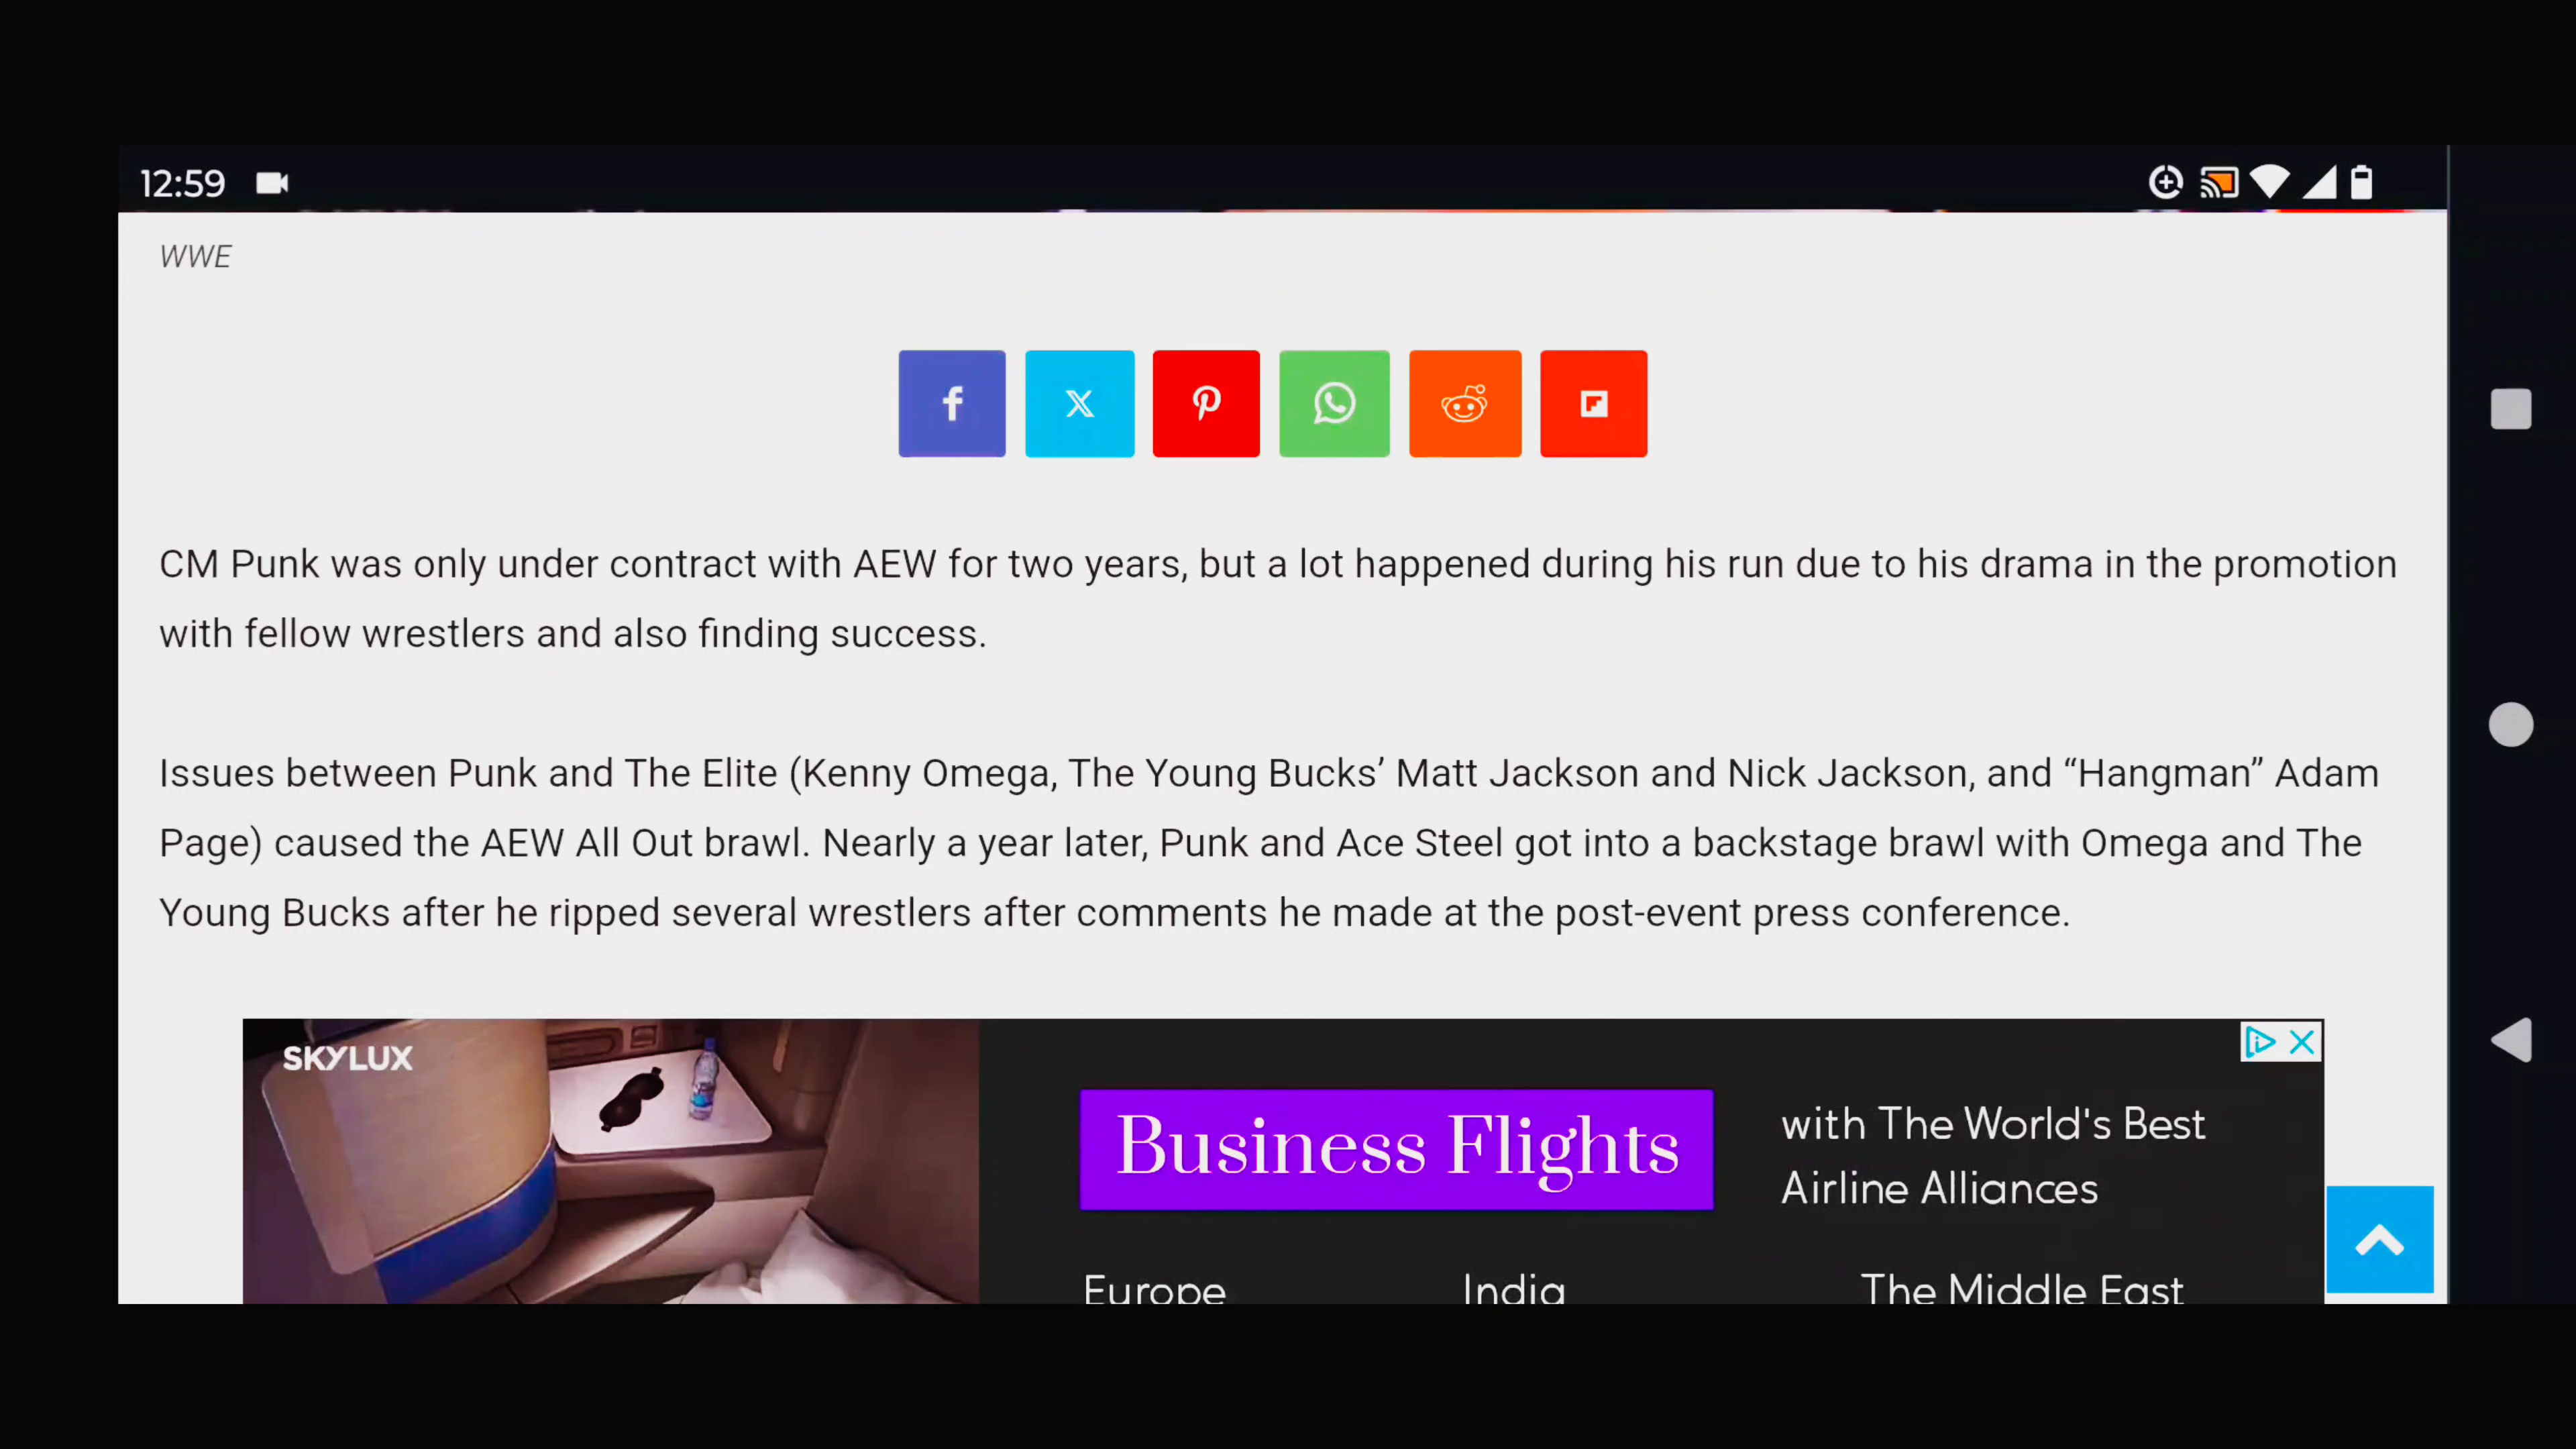 12:59
WWE
CM Punk was only under contract with AEW for two years, but a lot happened during his run due to his drama in the promotion
with fellow wrestlers and also finding success.
Issues between Punk and The Elite (Kenny Omega, The Young Bucks’ Matt Jackson and Nick Jackson, and “Hangman” Adam
Page) caused the AEW All Out brawl. Nearly a year later, Punk and Ace Steel got into a backstage brawl with Omega and The
Young Bucks after he ripped several wrestlers after comments he made at the post-event press conference.
SKYLUX
Business Flights
with The World's Best
Airline Alliances
Europe India The Middle East